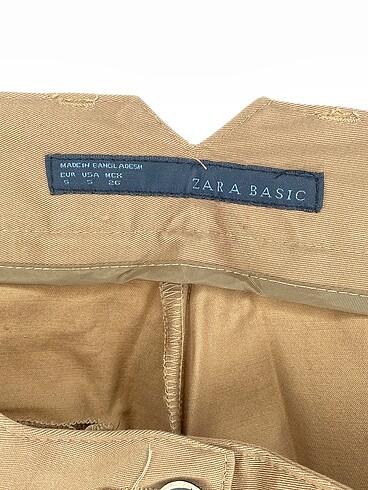 MADE IN BANGLADESH
EUR USA MEX
S S 26
ZARA BASIC